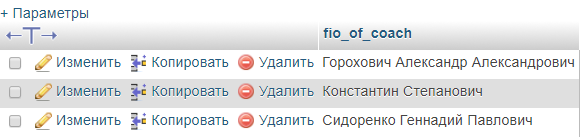 + Параметры
←T→ fio_of_coach
Изменить Копировать Удалить Горохович Александр Александрович
Изменить Копировать Удалить Константин Степанович
Изменить Копировать Удалить Сидоренко Геннадий Павлович